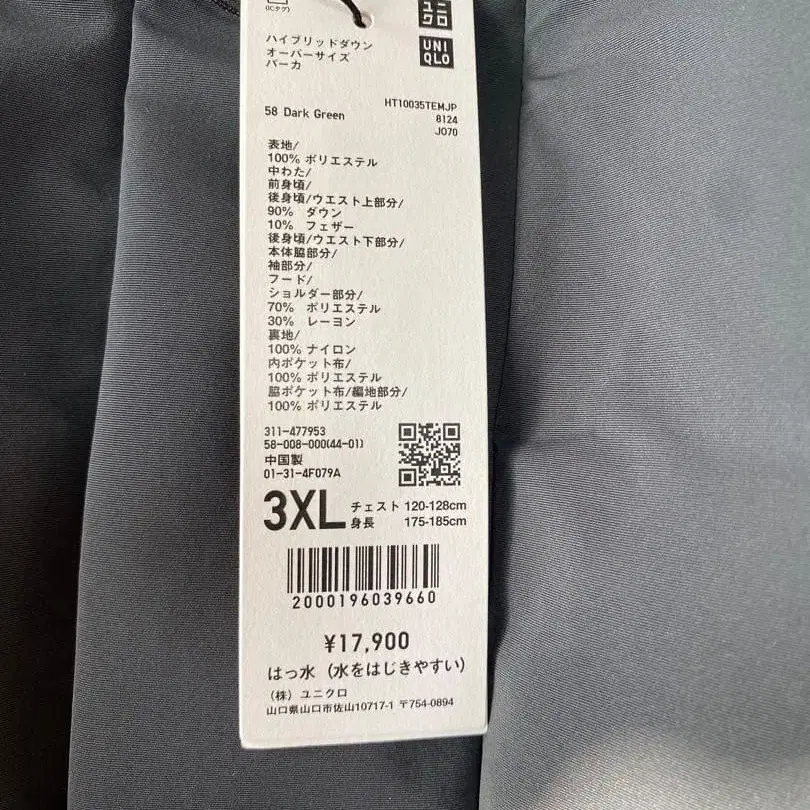 (ICタグ)
ユニ
クロ
UNI
QLO
ハイブリッドダウン
オーバーサイズ
パーカ
58 Dark Green
HT10035TEMJP
8124
J070
表地/
100% ポリエステル
中わた/
前身頃/
後身頃/ウエスト上部分/
90% ダウン
10% フェザー
後身頃/ウエスト下部分/
本体脇部分/
袖部分/
フード/
ショルダー部分/
70% ポリエステル
30% レーヨン
裏地/
100% ナイロン
内ポケット布/
100% ポリエステル
脇ポケット布/編地部分/
100% ポリエステル
311-477953
58-008-000(44-01)
中国製
01-31-4F079A
3XL チェスト 120-128cm
身長 175-185cm
2000196039660
¥17,900
はっ水（水をはじきやすい）
（株）ユニクロ
山口県山口市佐山10717-1 〒754-0894